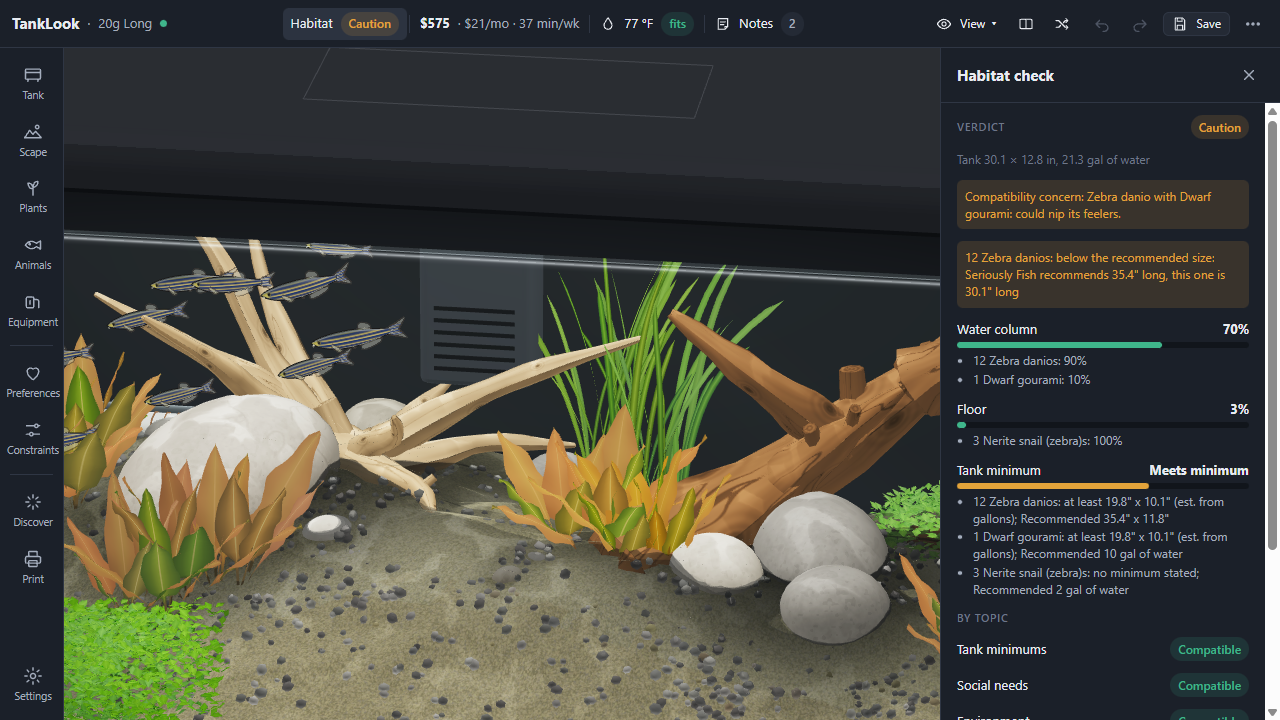 TankLook · 20g Long
Habitat Caution
$575 · $21/mo · 37 min/wk
77 °F fits
Notes 2
View
Save
Tank
Scape
Plants
Animals
Equipment
Preferences
Constraints
Discover
Print
Settings
Habitat check
VERDICT
Caution
Tank 30.1 × 12.8 in, 21.3 gal of water
Compatibility concern: Zebra danio with Dwarf
gourami: could nip its feelers.
12 Zebra danios: below the recommended size:
Seriously Fish recommends 35.4" long, this one is
30.1" long
Water column 70%
• 12 Zebra danios: 90%
• 1 Dwarf gourami: 10%
Floor 3%
• 3 Nerite snail (zebra)s: 100%
Tank minimum Meets minimum
• 12 Zebra danios: at least 19.8" x 10.1" (est. from
gallons); Recommended 35.4" x 11.8"
• 1 Dwarf gourami: at least 19.8" x 10.1" (est. from
gallons); Recommended 10 gal of water
• 3 Nerite snail (zebra)s: no minimum stated;
Recommended 2 gal of water
BY TOPIC
Tank minimums Compatible
Social needs Compatible
Environment Compatible